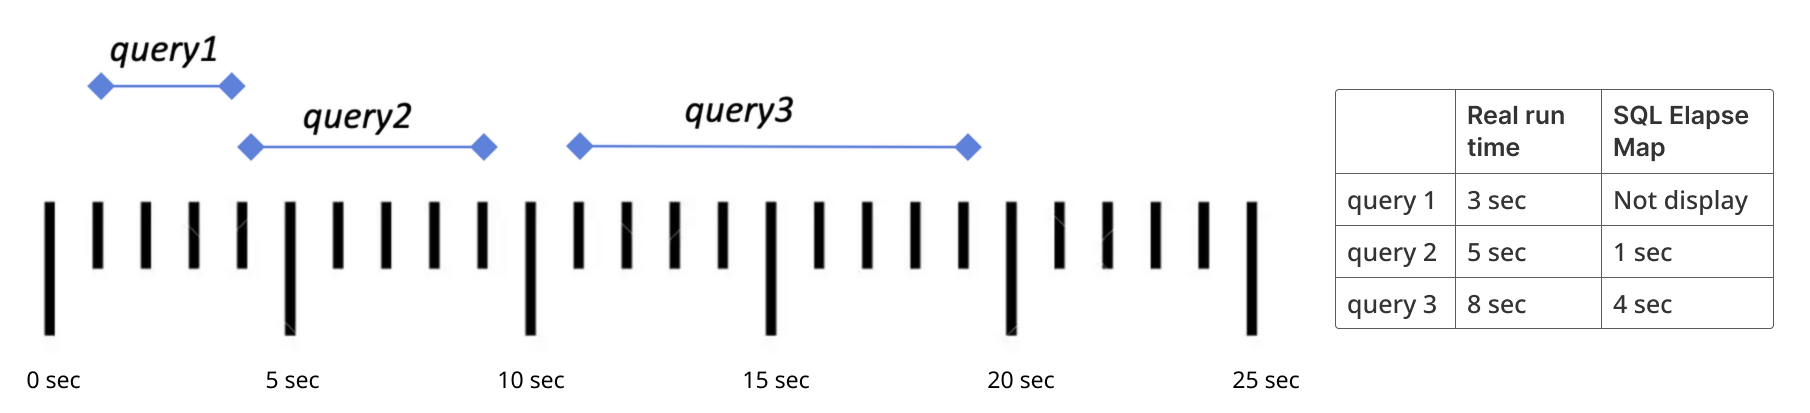 query1
query2
query3
0 sec
5 sec
10 sec
15 sec
20 sec
25 sec
Real run
time
SQL Elapse
Map
query 1
3 sec
Not display
query 2
5 sec
1 sec
query 3
8 sec
4 sec